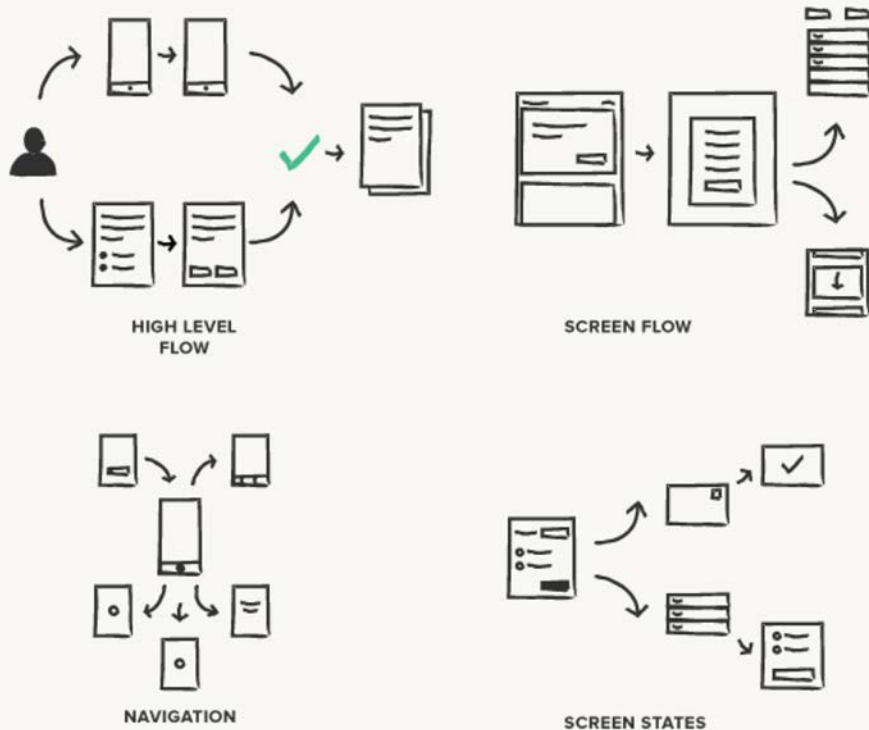 HIGH LEVEL
FLOW
SCREEN FLOW
NAVIGATION
SCREEN STATES